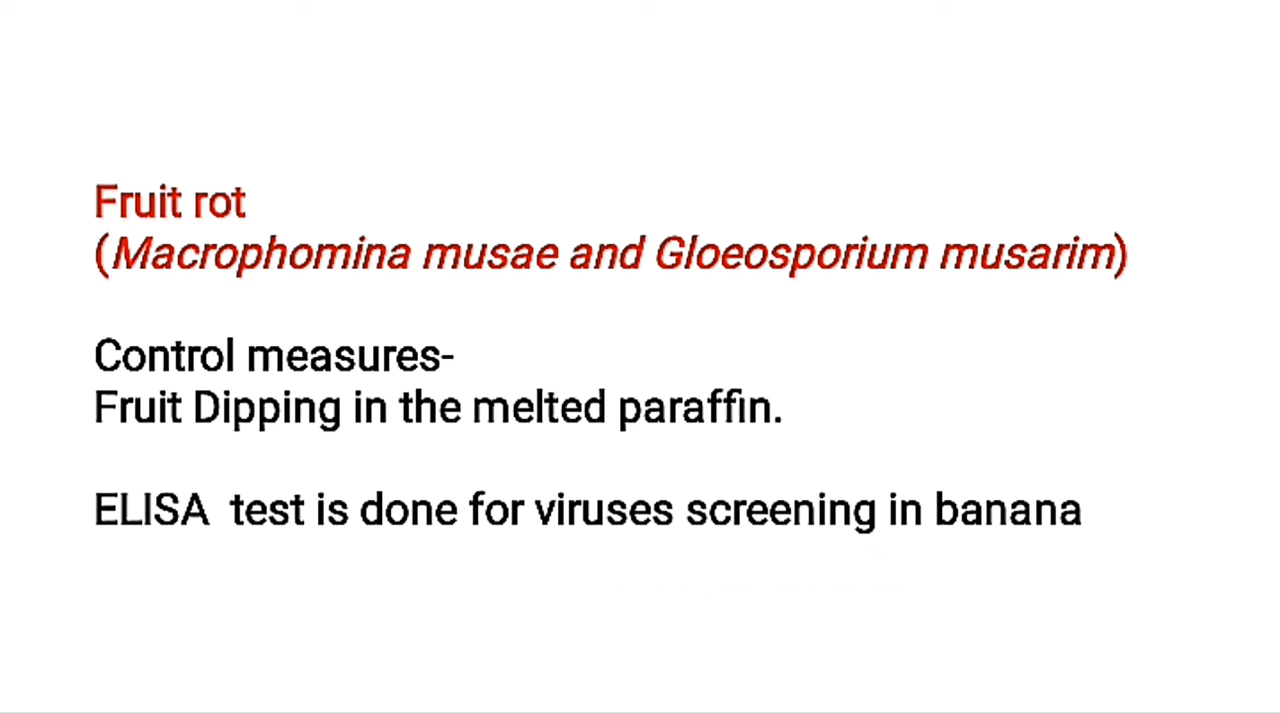 Fruit rot
(Macrophomina musae and Gloeosporium musarim)
Control measures-
Fruit Dipping in the melted paraffin.
ELISA test is done for viruses screening in banana